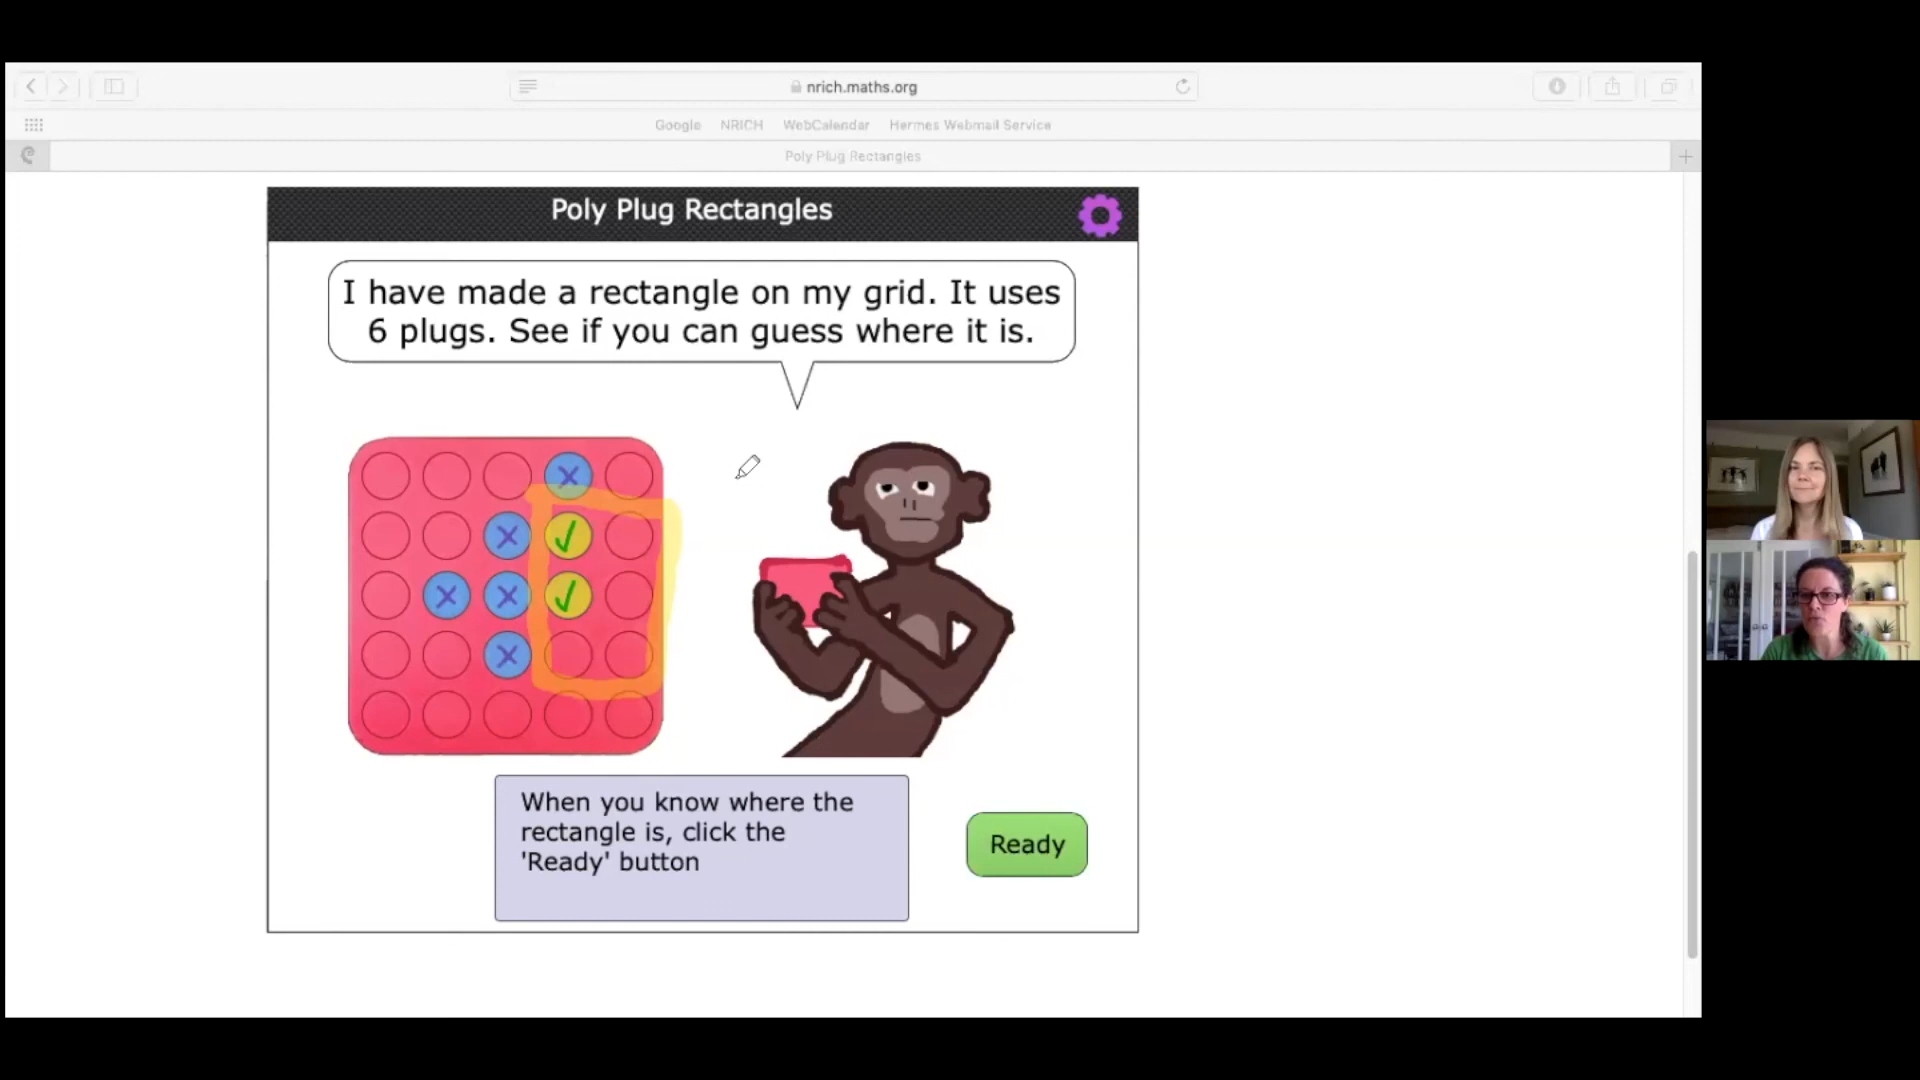 nrich.maths.org
Google NRICH WebCalendar Hermes Webmail Service
Poly Plug Rectangles
Poly Plug Rectangles
I have made a rectangle on my grid. It uses
6 plugs. See if you can guess where it is.
When you know where the
rectangle is, click the
'Ready' button
Ready